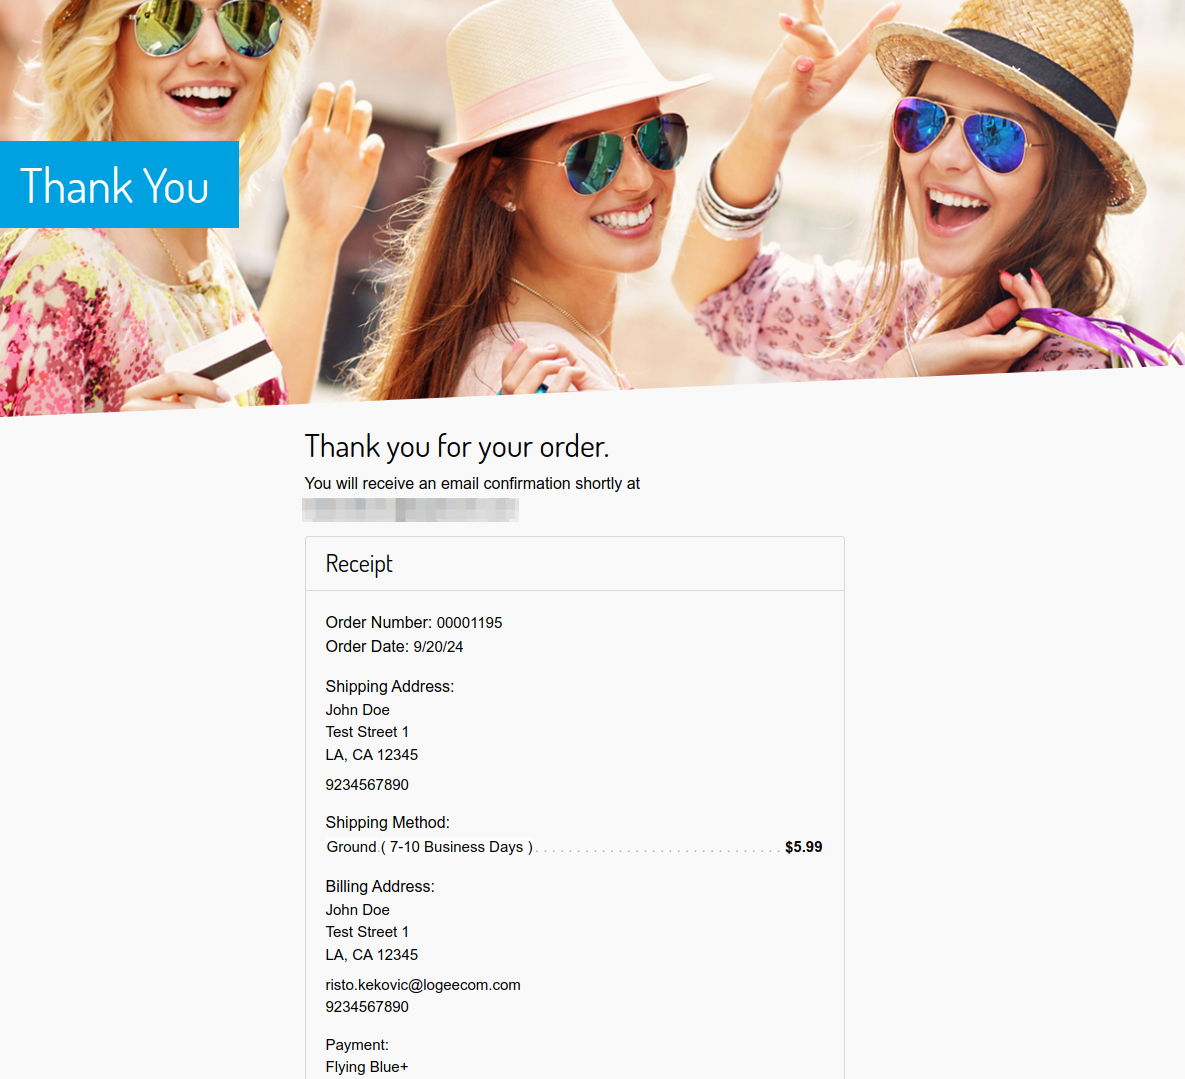 Thank You
Thank you for your order.
You will receive an email confirmation shortly at
Receipt
Order Number: 00001195
Order Date: 9/20/24
Shipping Address:
John Doe
Test Street 1
LA, CA 12345
9234567890
Shipping Method:
Ground ( 7-10 Business Days ) . . . . . . . . . . . . . . . . . . . . . . . . . . . . . . $5.99
Billing Address:
John Doe
Test Street 1
LA, CA 12345
risto.kekovic@logeecom.com
9234567890
Payment:
Flying Blue+